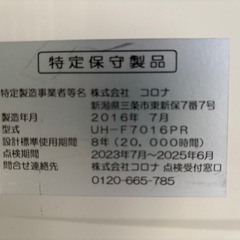 特定保守製品
特定製造事業者等名 株式会社 コロナ
新潟県三条市東新保7番7号
製造年月 2016年 7月
型式 UH-F7016PR
設計標準使用期間 8年(20,000時間)
点検期間 2023年7月〜2025年6月
問合せ連絡先 株式会社コロナ 点検受付窓口
0120-665-785